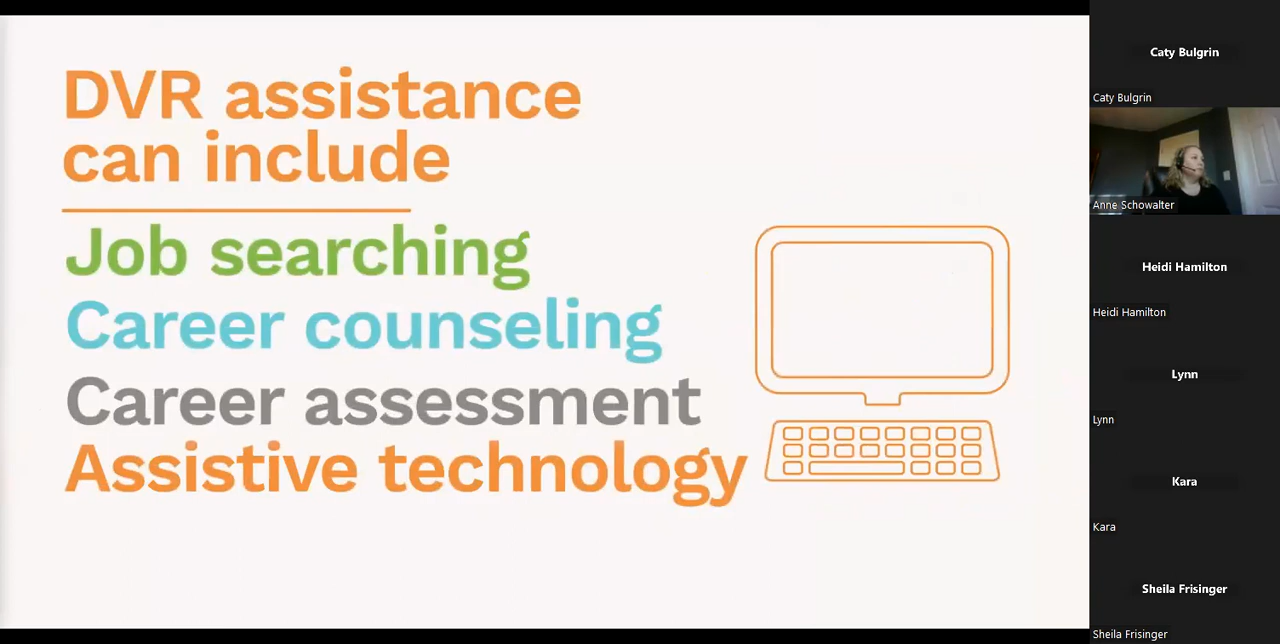 DVR assistance
can include
Job searching
Career counseling
Career assessment
Assistive technology
Caty Bulgrin
Caty Bulgrin
Anne Schowalter
Heidi Hamilton
Heidi Hamilton
Lynn
Lynn
Kara
Kara
Sheila Frisinger
Sheila Frisinger